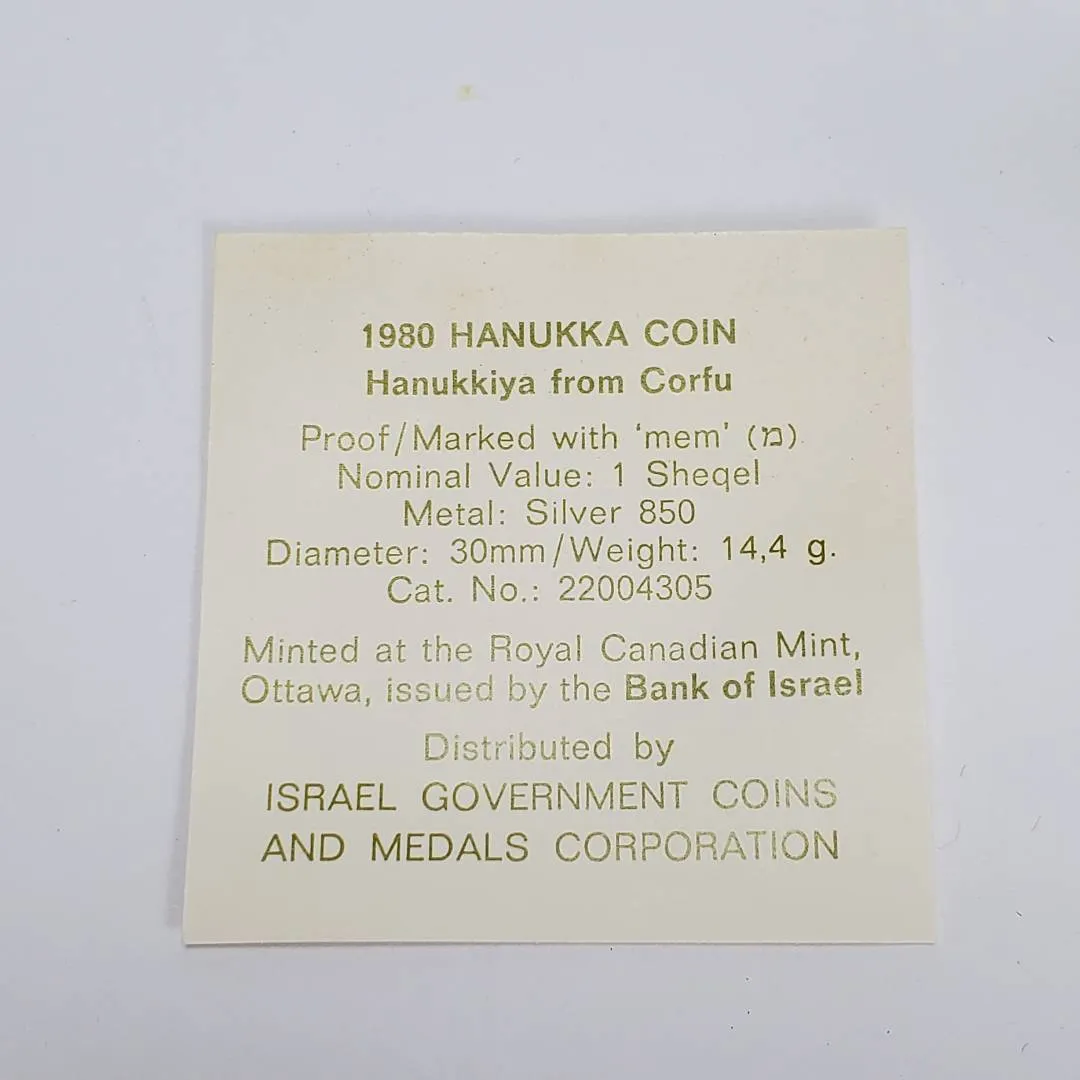 1980 HANUKKA COIN
Hanukkiya from Corfu
Proof/Marked with ‘mem’ (מ)
Nominal Value: 1 Sheqel
Metal: Silver 850
Diameter: 30mm/Weight: 14,4 g.
Cat. No.: 22004305
Minted at the Royal Canadian Mint,
Ottawa, issued by the Bank of Israel
Distributed by
ISRAEL GOVERNMENT COINS
AND MEDALS CORPORATION